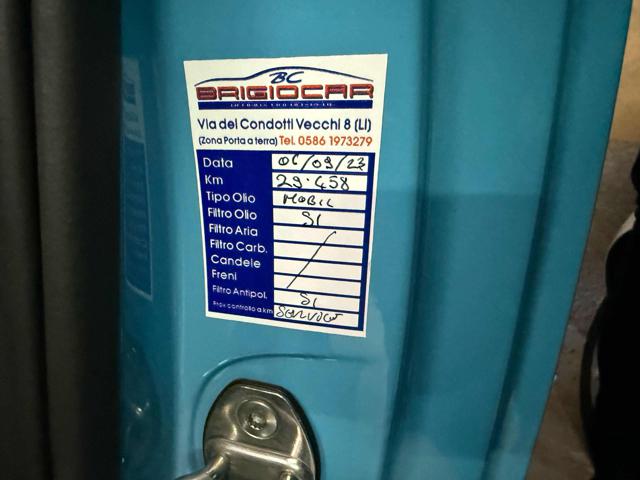 BC
BRIGIOCAR
Via dei Condotti Vecchi 8 (LI)
(Zona Porta a terra) Tel. 0586 1973279
Data 06/09/23
Km 29.458
Tipo Olio MOBIL
Filtro Olio SI
Filtro Aria
Filtro Carb.
Candele
Freni
Filtro Antipol. SI
Prox controllo a km SERVICE